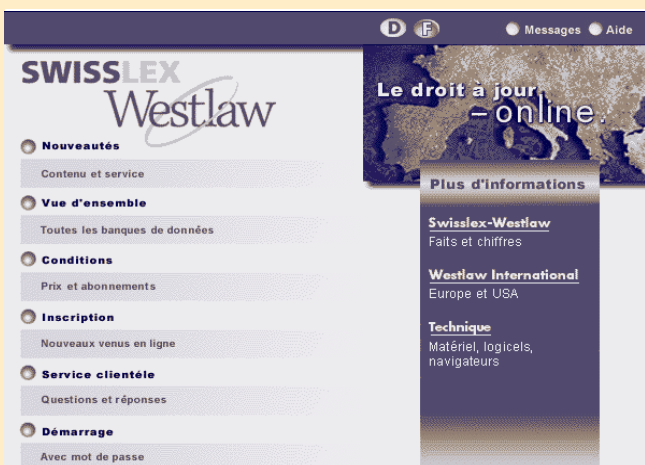 D F Messages Aide
SWISSLEX
Westlaw
Le droit à jour
– online.
Nouveautés
Contenu et service
Vue d'ensemble
Toutes les banques de données
Conditions
Prix et abonnements
Inscription
Nouveaux venus en ligne
Service clientéle
Questions et réponses
Démarrage
Avec mot de passe
Plus d'informations
Swisslex-Westlaw
Faits et chiffres
Westlaw International
Europe et USA
Technique
Matériel, logicels,
navigateurs